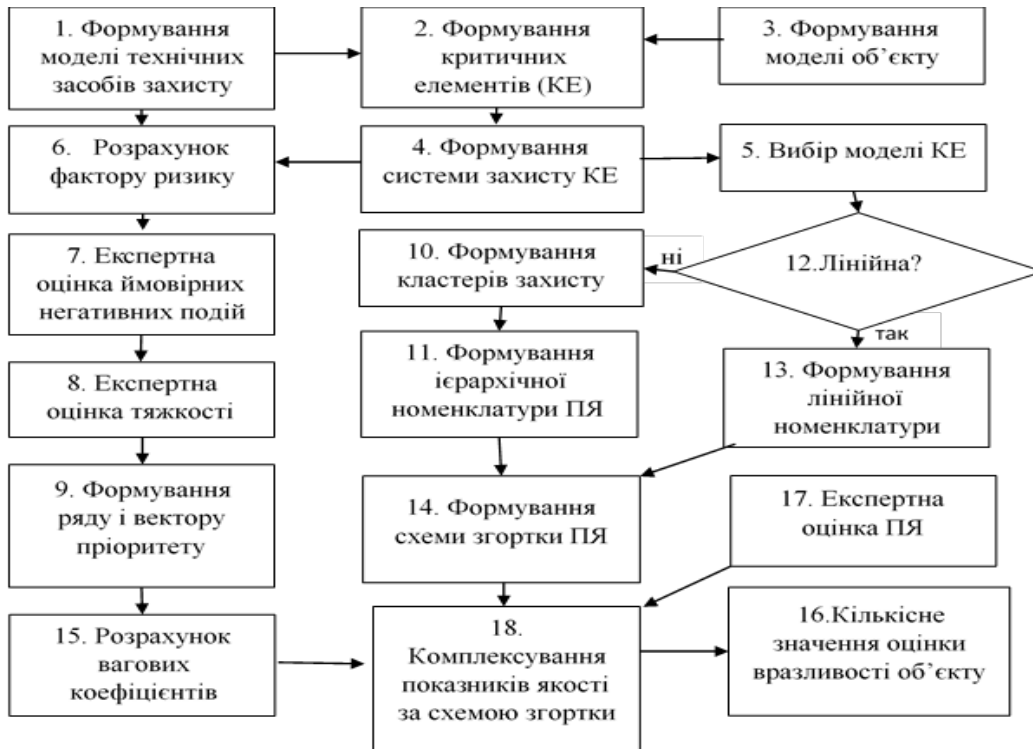 1. Формування
моделі технічних
засобів захисту
2. Формування
критичних
елементів (КЕ)
3. Формування
моделі об’єкту
6. Розрахунок
фактору ризику
4. Формування
системи захисту КЕ
5. Вибір моделі КЕ
7. Експертна
оцінка ймовірних
негативних подій
10. Формування
кластерів захисту
ні
12.Лінійна?
так
8. Експертна
оцінка тяжкості
11. Формування
ієрархічної
номенклатури ПЯ
13. Формування
лінійної
номенклатури
9. Формування
ряду і вектору
пріоритету
14. Формування
схеми згортки ПЯ
17. Експертна
оцінка ПЯ
15. Розрахунок
вагових
коефіцієнтів
18.
Комплексування
показників якості
за схемою згортки
16.Кількісне
значення оцінки
вразливості об’єкту